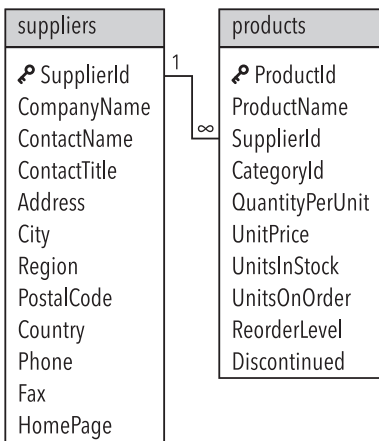 suppliers
SupplierId
CompanyName
ContactName
ContactTitle
Address
City
Region
PostalCode
Country
Phone
Fax
HomePage
1
∞
products
ProductId
ProductName
SupplierId
CategoryId
QuantityPerUnit
UnitPrice
UnitsInStock
UnitsOnOrder
ReorderLevel
Discontinued